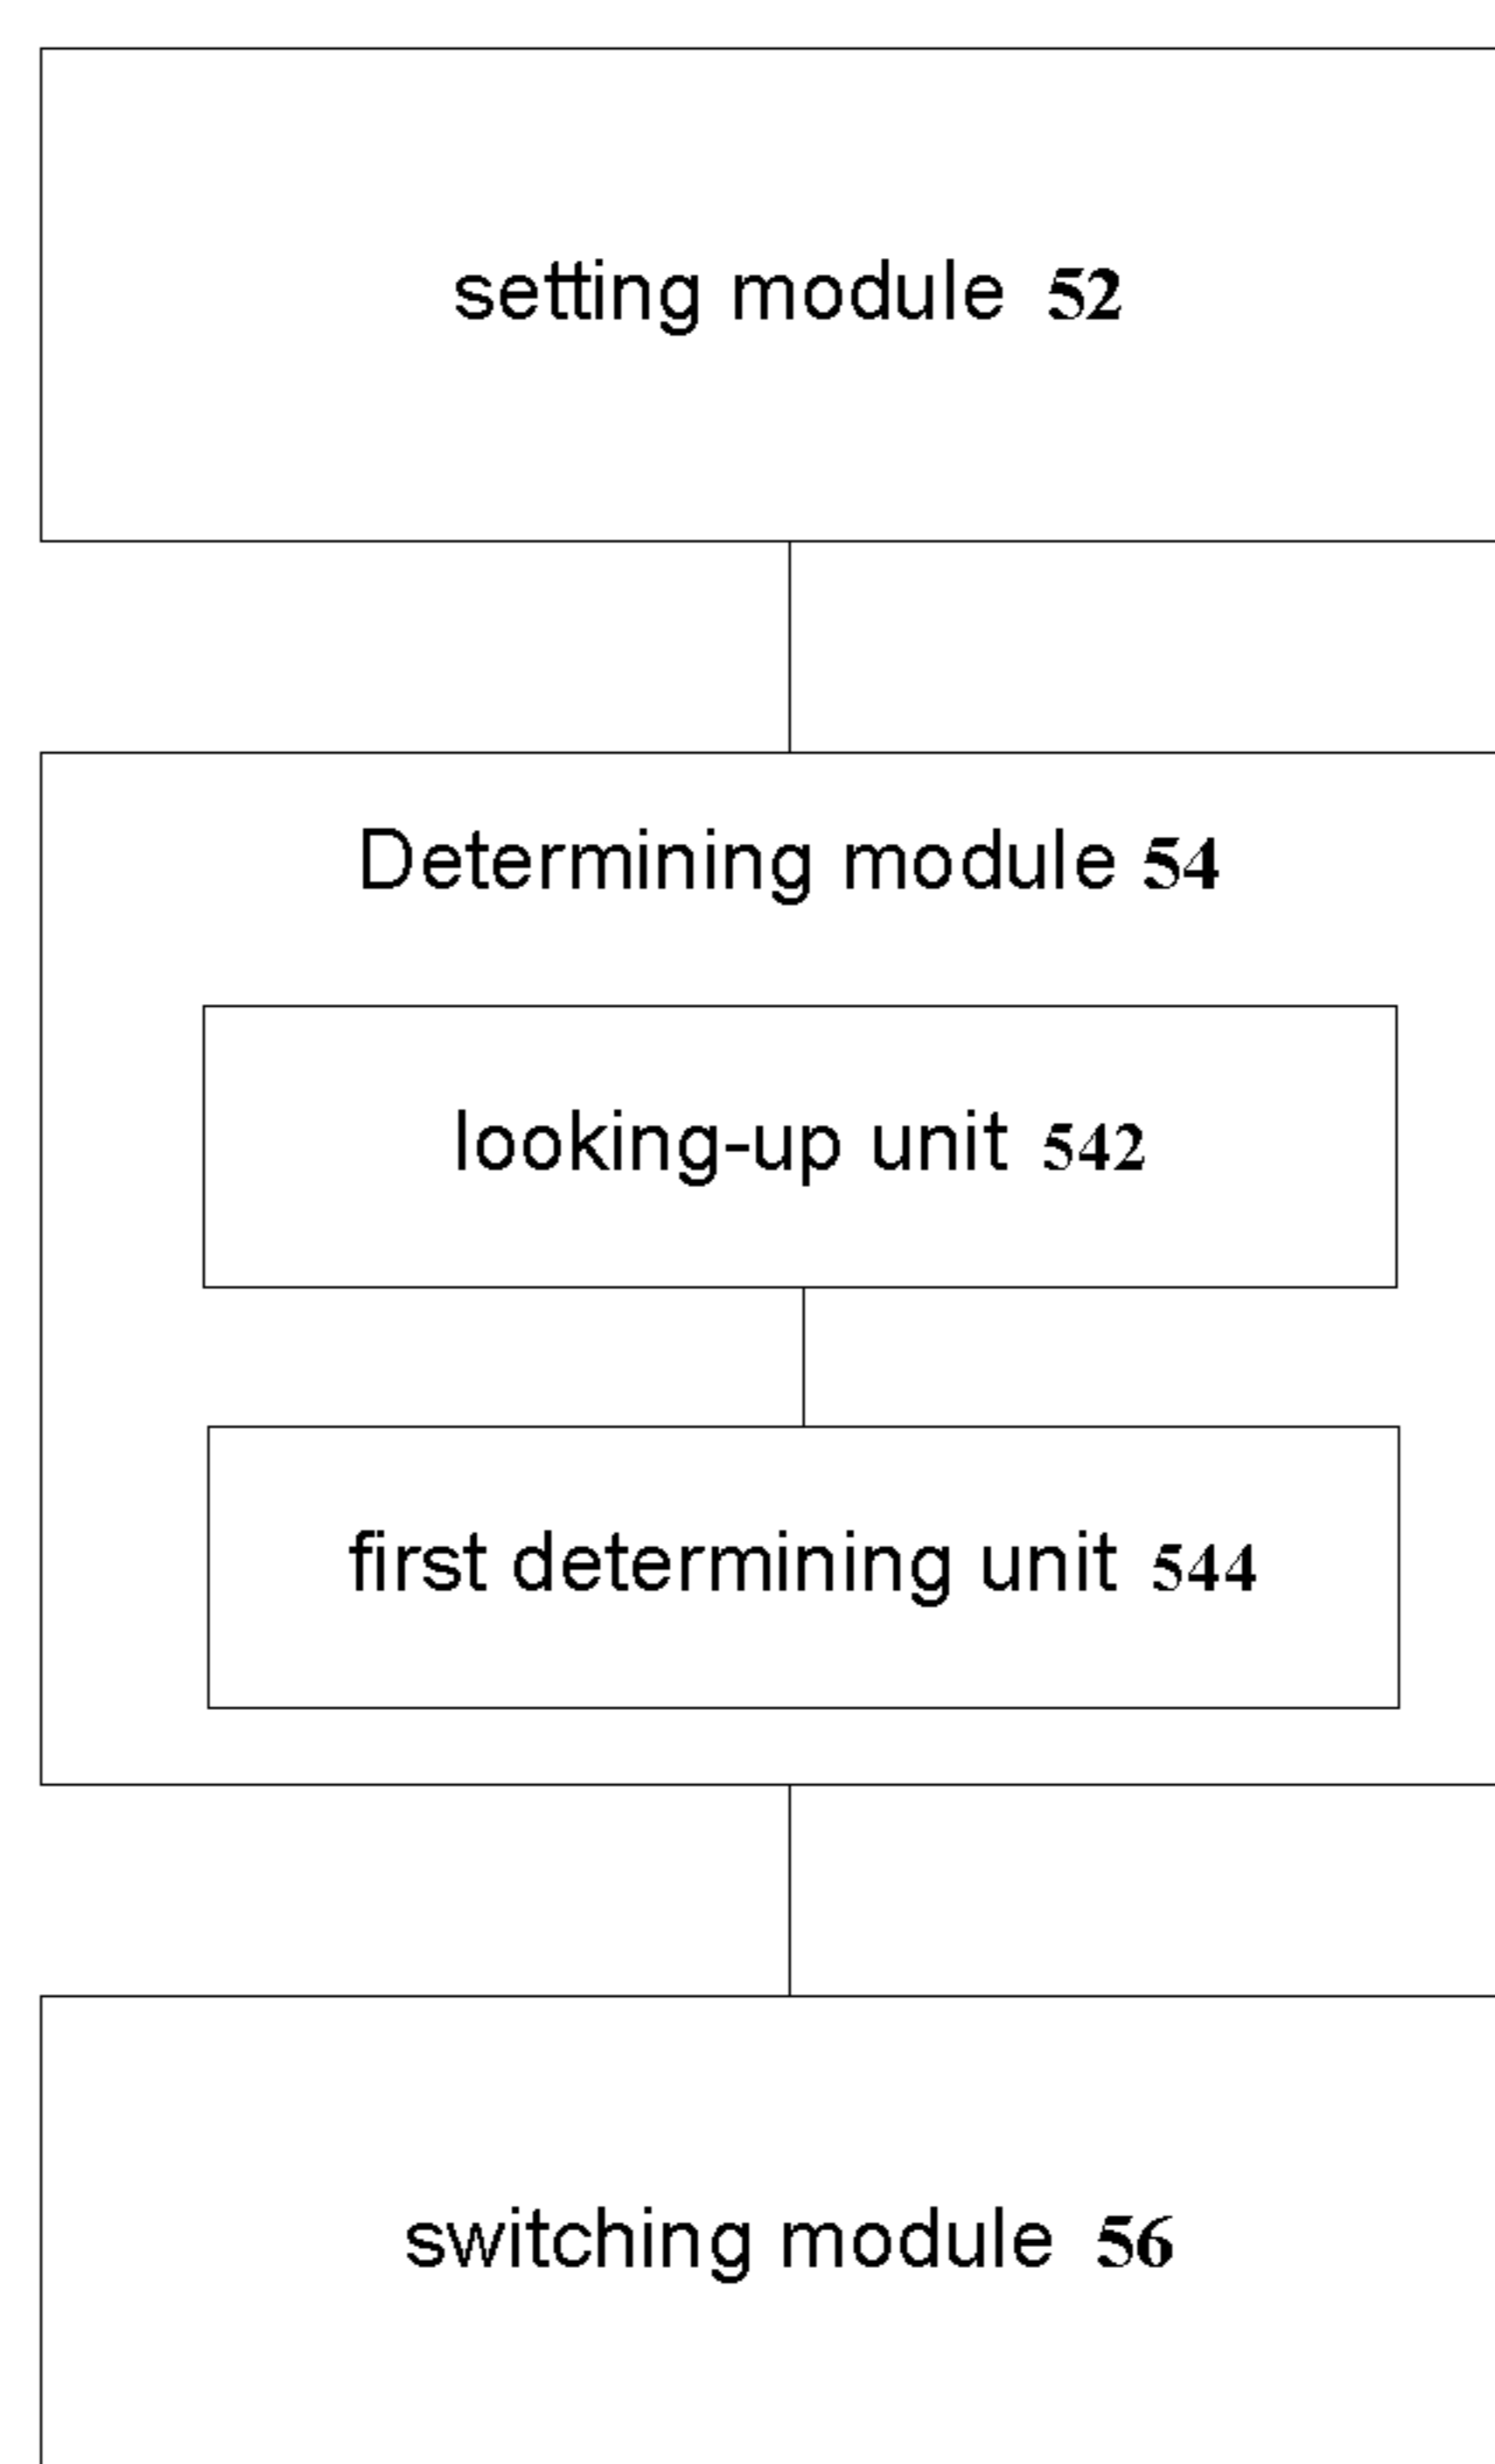 setting module 52
Determining module 54
looking-up unit 542
first determining unit 544
switching module 56